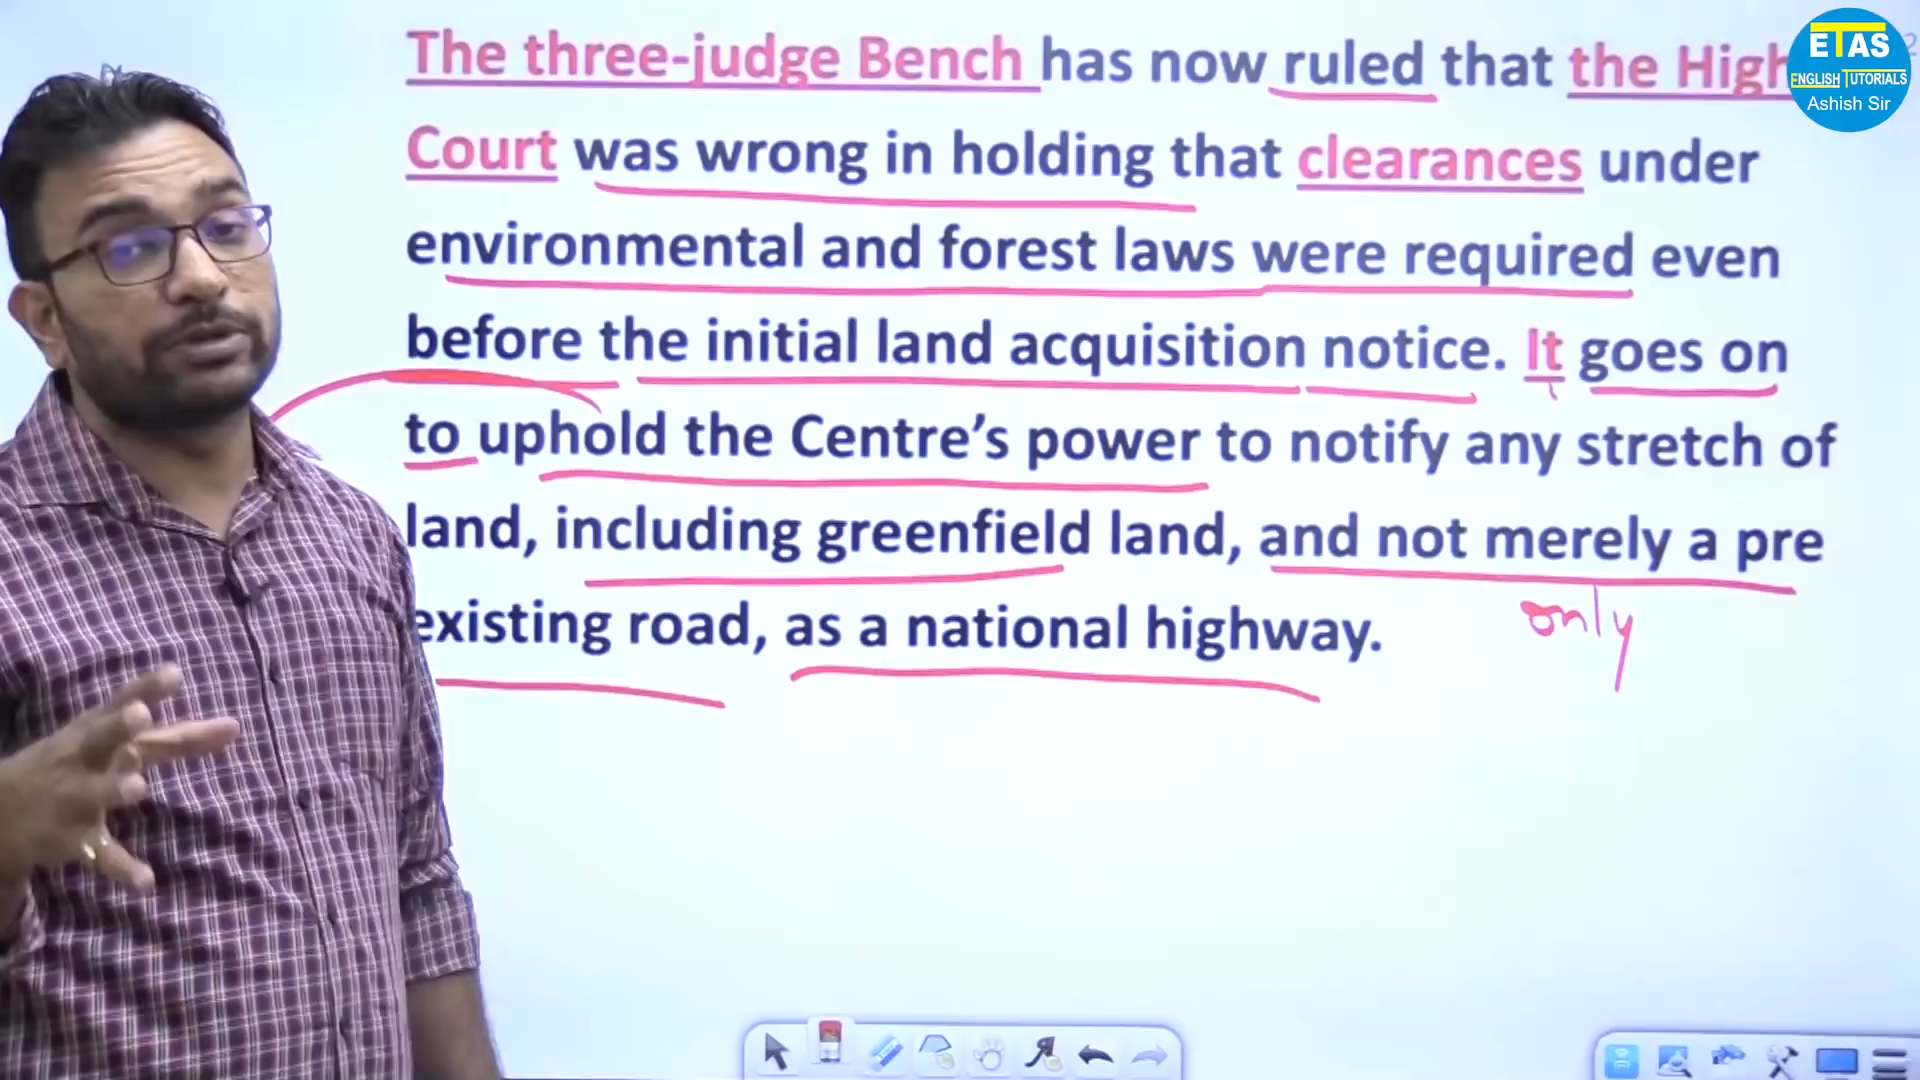 The three-judge Bench has now ruled that the High
Court was wrong in holding that clearances under
environmental and forest laws were required even
before the initial land acquisition notice. It goes on
to uphold the Centre's power to notify any stretch of
land, including greenfield land, and not merely a pre
existing road, as a national highway.
only
ETAS
ENGLISH TUTORIALS
Ashish Sir